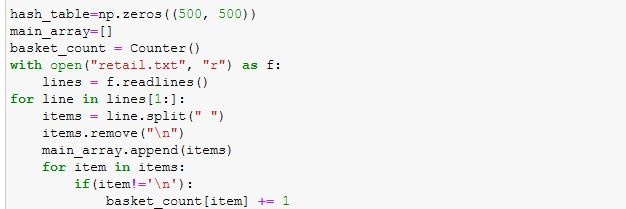 hash_table=np.zeros((500, 500))
main_array=[]
basket_count = Counter()
with open("retail.txt", "r") as f:
    lines = f.readlines()
for line in lines[1:]:
    items = line.split(" ")
    items.remove("\n")
    main_array.append(items)
    for item in items:
        if(item!='\n'):
            basket_count[item] += 1